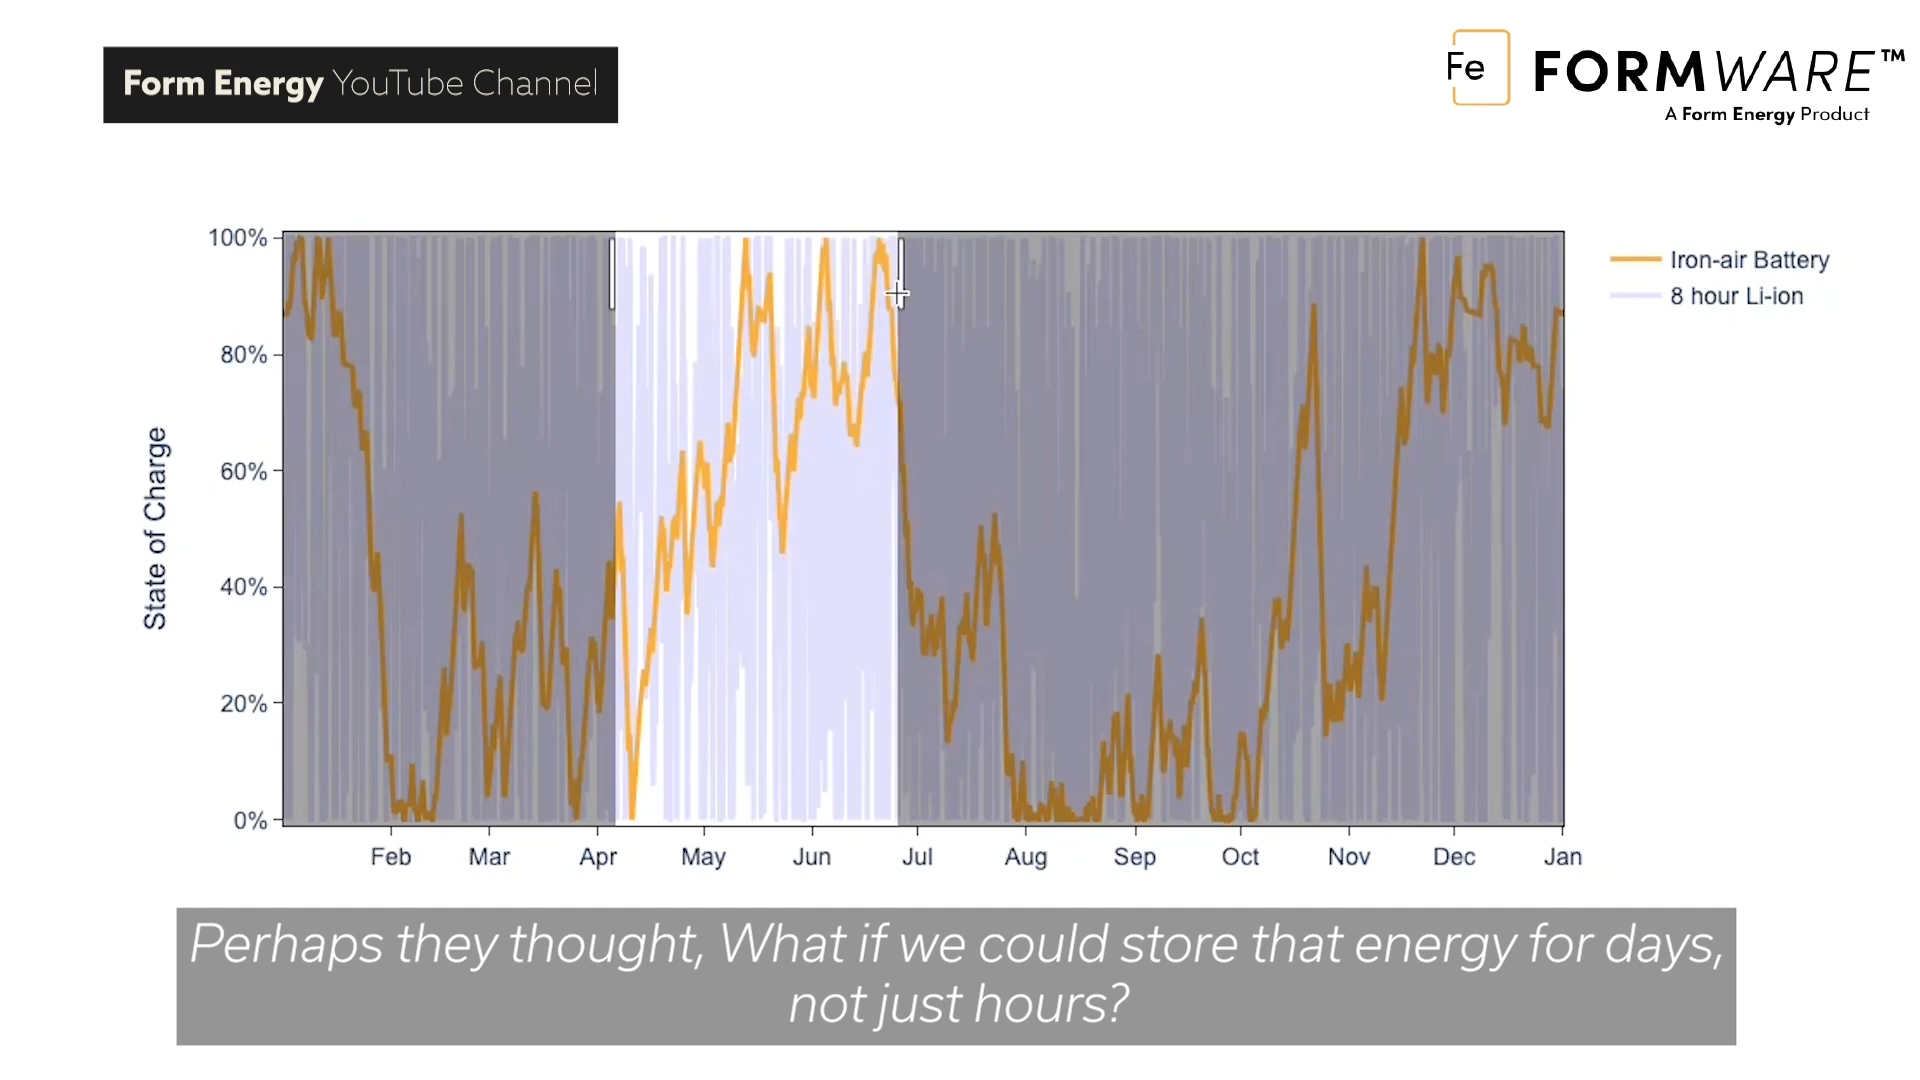 Form Energy YouTube Channel
Fe
FORMWARE™
A Form Energy Product
100%
80%
60%
40%
20%
0%
State of Charge
Feb Mar Apr May Jun Jul Aug Sep Oct Nov Dec Jan
Iron-air Battery
8 hour Li-ion
Perhaps they thought, What if we could store that energy for days,
not just hours?